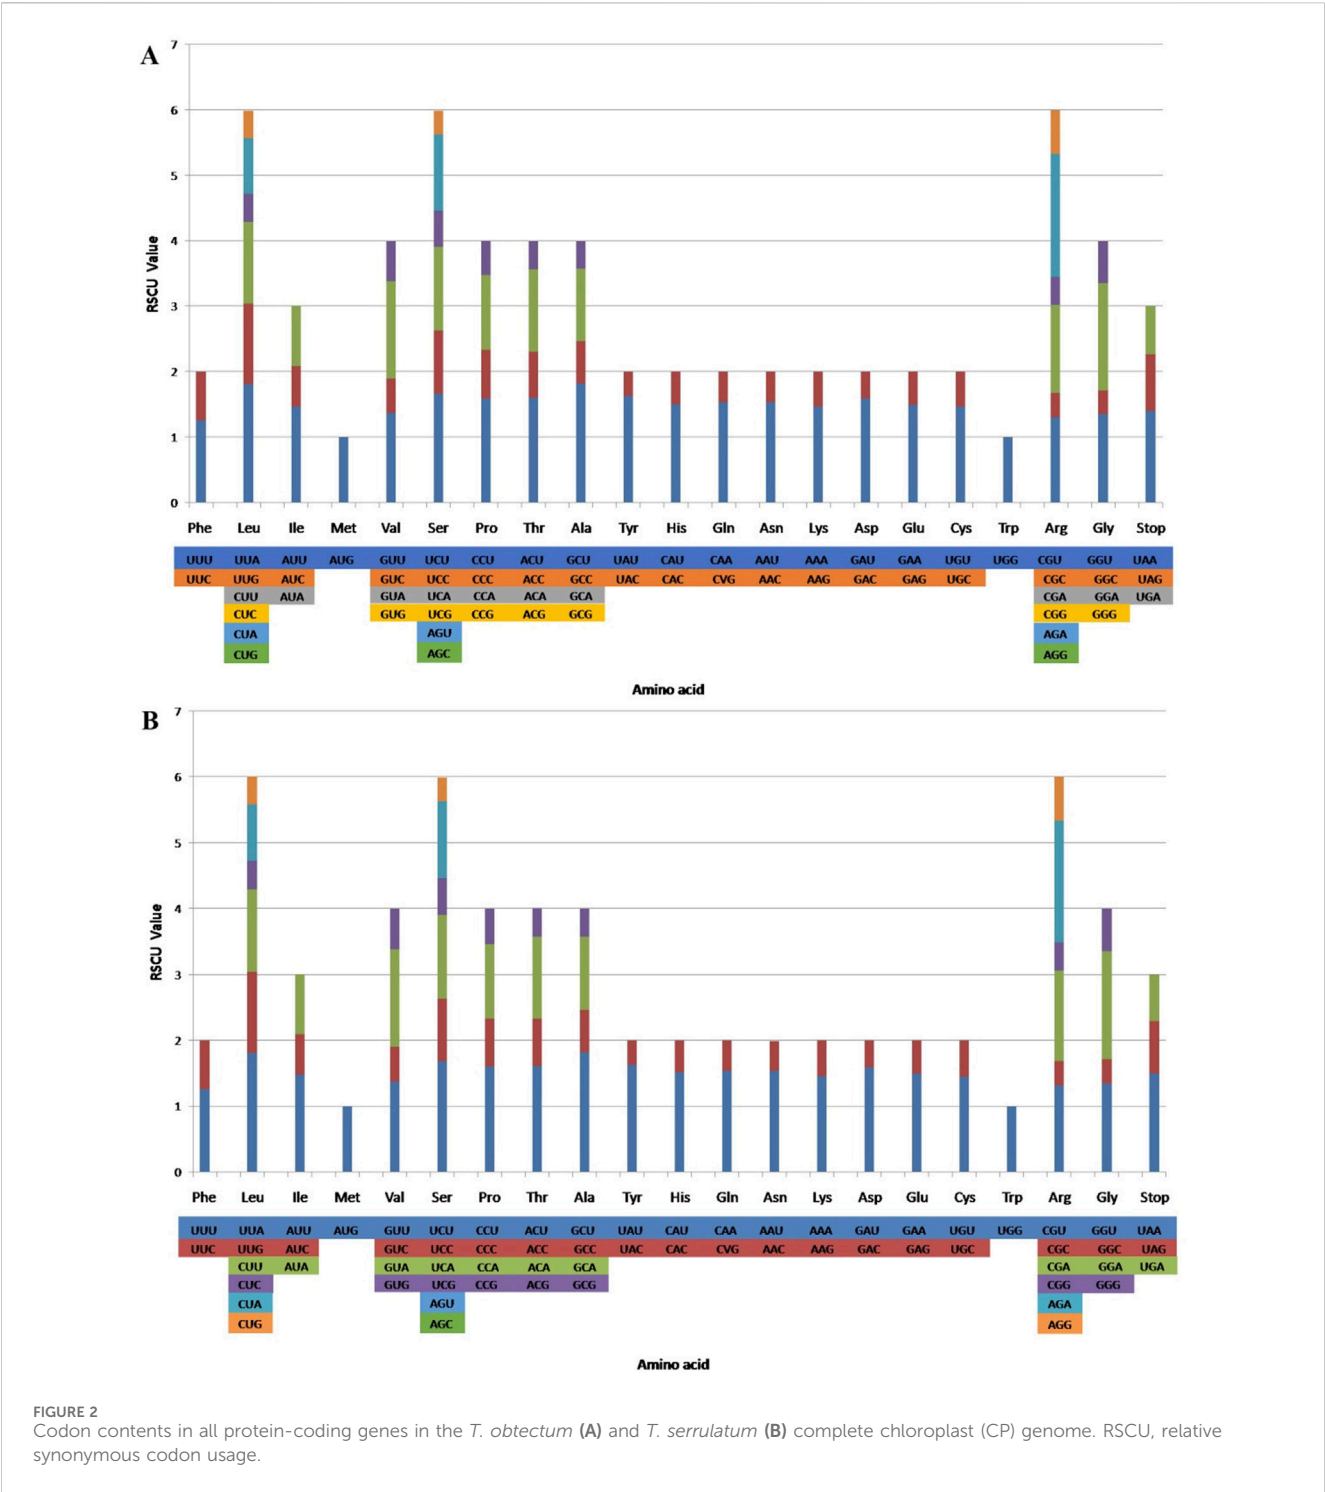 A
7
6
5
4
3
2
1
0
RSCU Value
Phe Leu Ile Met Val Ser Pro Thr Ala Tyr His Gln Asn Lys Asp Glu Cys Trp Arg Gly Stop
UUU UUA AUU AUG GUU UCU CCU ACU GCU UAU CAU CAA AAU AAA GAU GAA UGU UGG CGU GGU UAA
UUC UUG AUC GUC UCC CCC ACC GCC UAC CAC CVG AAC AAG GAC GAG UGC CGC GGC UAG
CUU AUA GUA UCA CCA ACA GCA CGA GGA UGA
CUC GUG UCG CCG ACG GCG CGG GGG
CUA AGU AGA
CUG AGC AGG
Amino acid
B
7
6
5
4
3
2
1
0
RSCU Value
Phe Leu Ile Met Val Ser Pro Thr Ala Tyr His Gln Asn Lys Asp Glu Cys Trp Arg Gly Stop
UUU UUA AUU AUG GUU UCU CCU ACU GCU UAU CAU CAA AAU AAA GAU GAA UGU UGG CGU GGU UAA
UUC UUG AUC GUC UCC CCC ACC GCC UAC CAC CVG AAC AAG GAC GAG UGC CGC GGC UAG
CUU AUA GUA UCA CCA ACA GCA CGA GGA UGA
CUC GUG UCG CCG ACG GCG CGG GGG
CUA AGU AGA
CUG AGC AGG
Amino acid
FIGURE 2
Codon contents in all protein-coding genes in the T. obtectum (A) and T. serrulatum (B) complete chloroplast (CP) genome. RSCU, relative
synonymous codon usage.